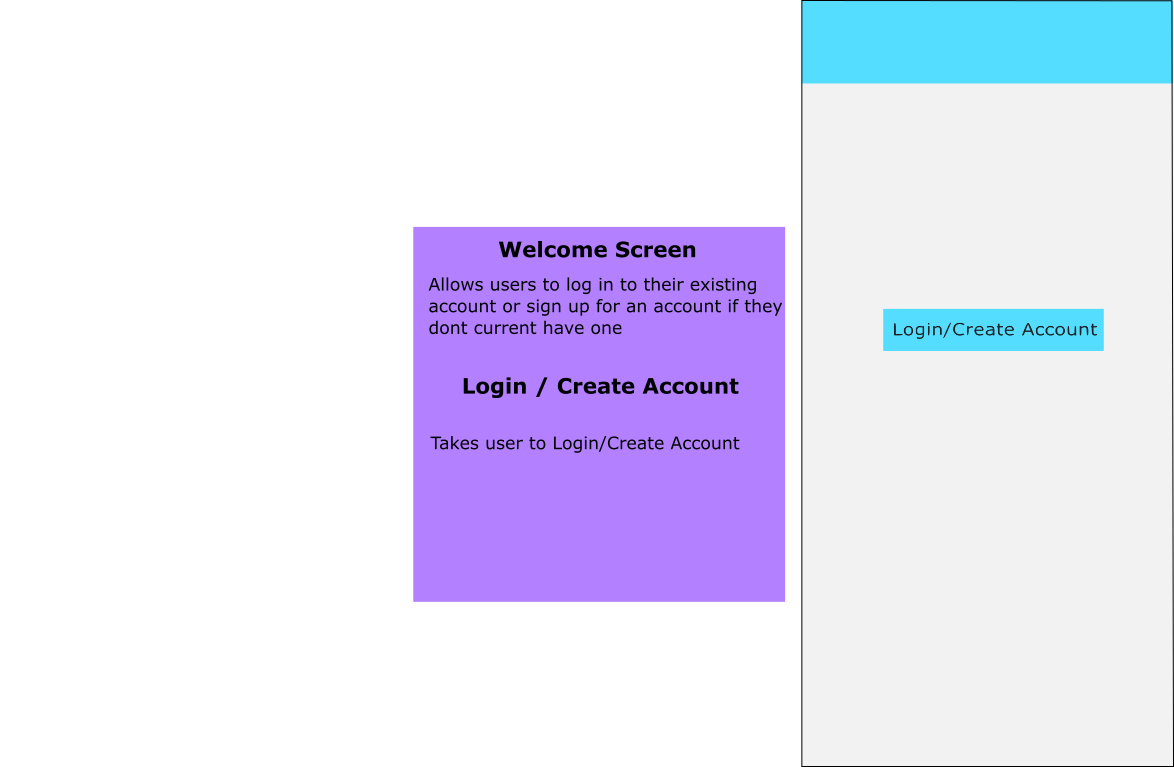 Welcome Screen
Allows users to log in to their existing
account or sign up for an account if they
dont current have one
Login / Create Account
Takes user to Login/Create Account
Login/Create Account